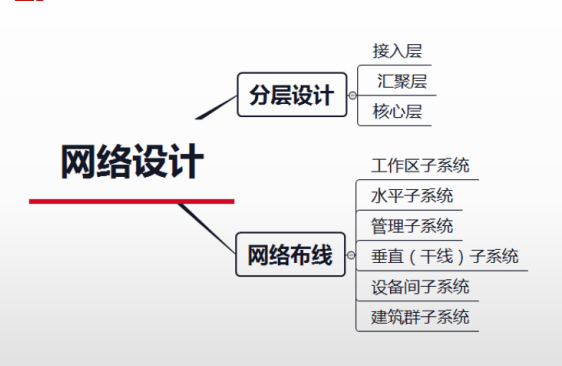 网络设计
分层设计
接入层
汇聚层
核心层
网络布线
工作区子系统
水平子系统
管理子系统
垂直（干线）子系统
设备间子系统
建筑群子系统